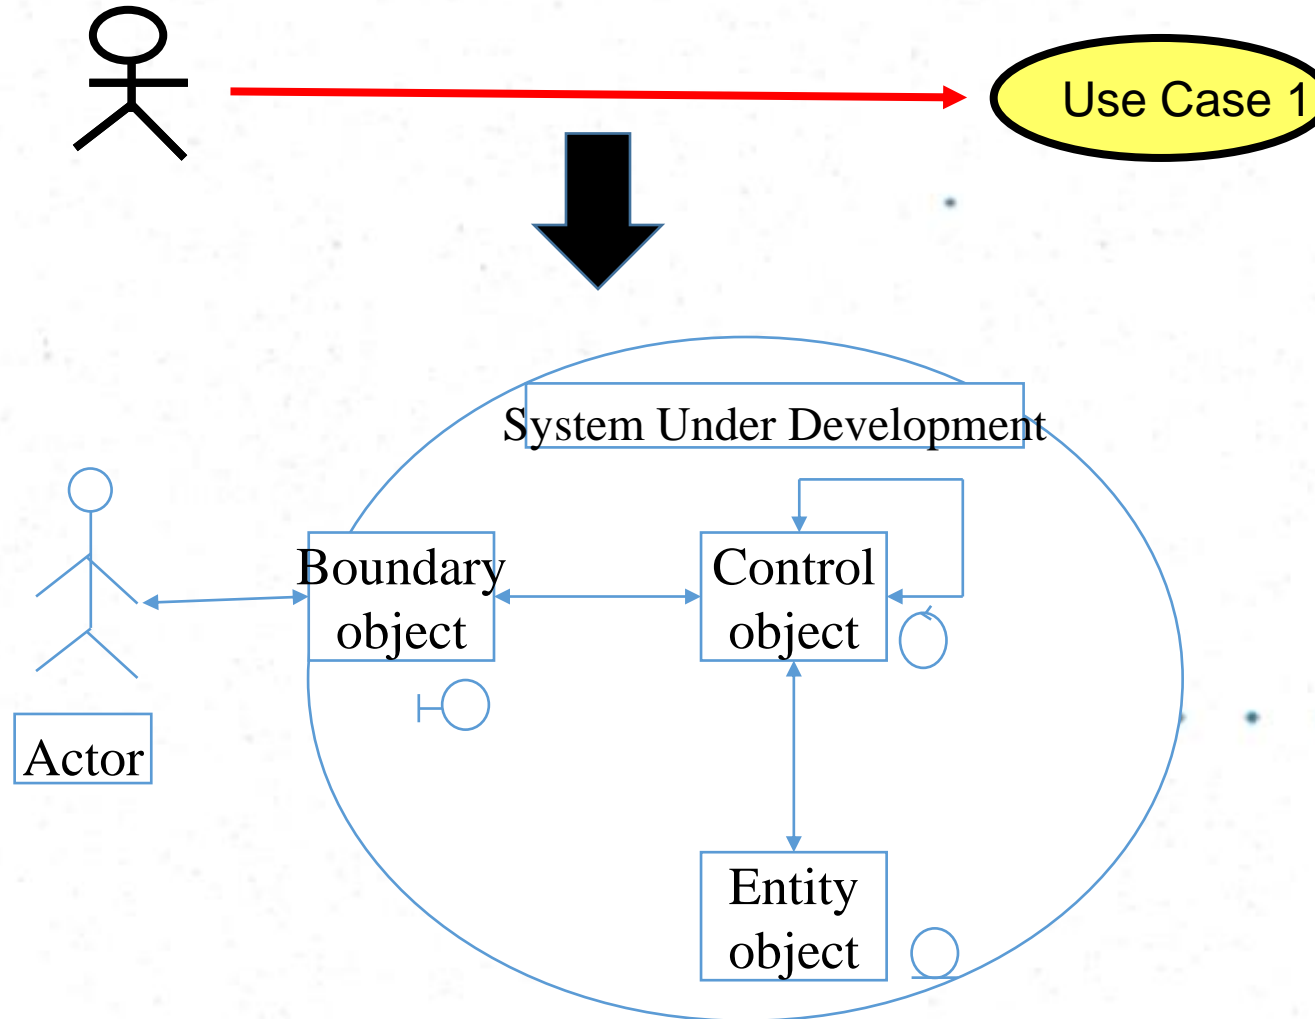 Use Case 1
System Under Development
Boundary
object
Control
object
Actor
Entity
object